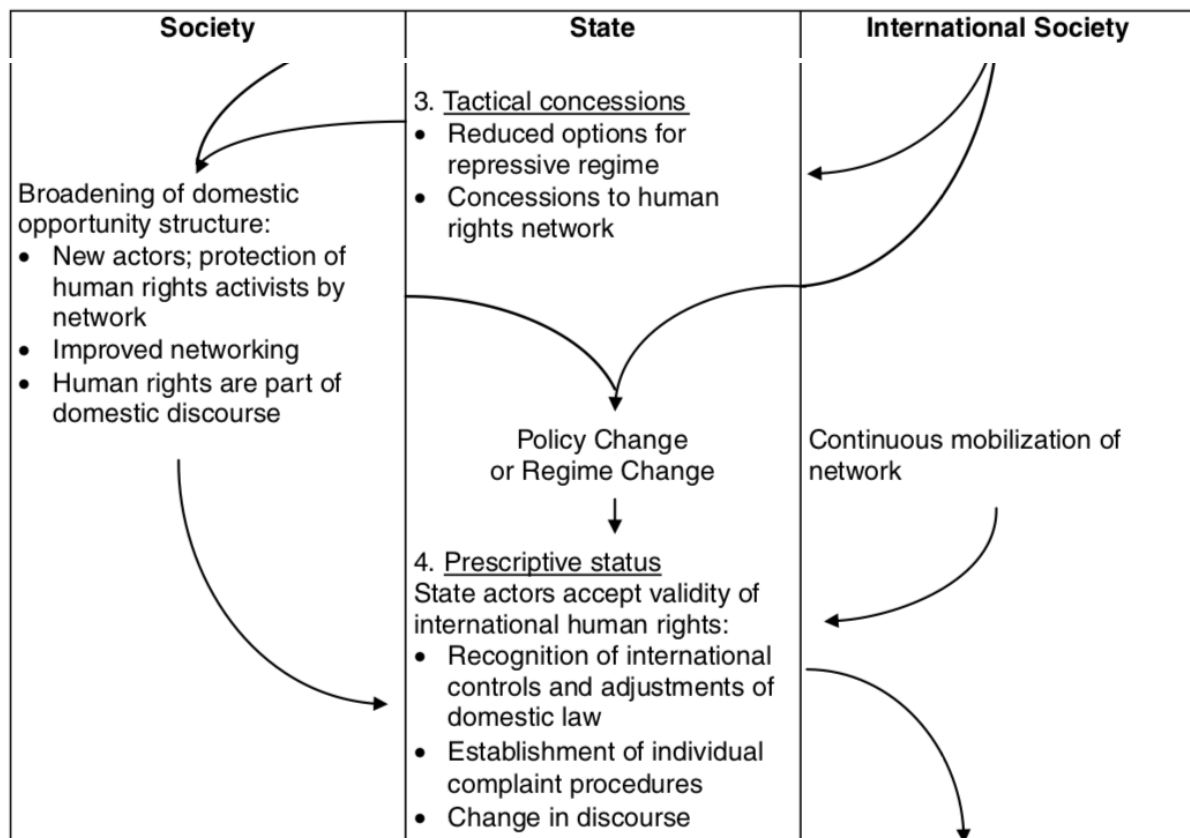 Society
State
International Society
3. Tactical concessions
• Reduced options for
repressive regime
• Concessions to human
rights network
Broadening of domestic
opportunity structure:
• New actors; protection of
human rights activists by
network
• Improved networking
• Human rights are part of
domestic discourse
Policy Change
or Regime Change
Continuous mobilization of
network
4. Prescriptive status
State actors accept validity of
international human rights:
• Recognition of international
controls and adjustments of
domestic law
• Establishment of individual
complaint procedures
• Change in discourse